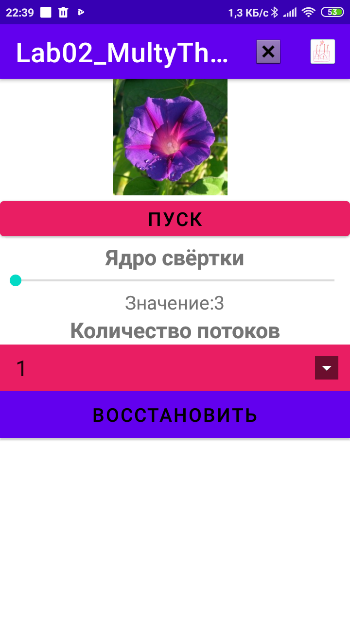 22:39 1,3 КБ/с 53
Lab02_MultyTh...
ПУСК
Ядро свёртки
Значение:3
Количество потоков
1
ВОССТАНОВИТЬ